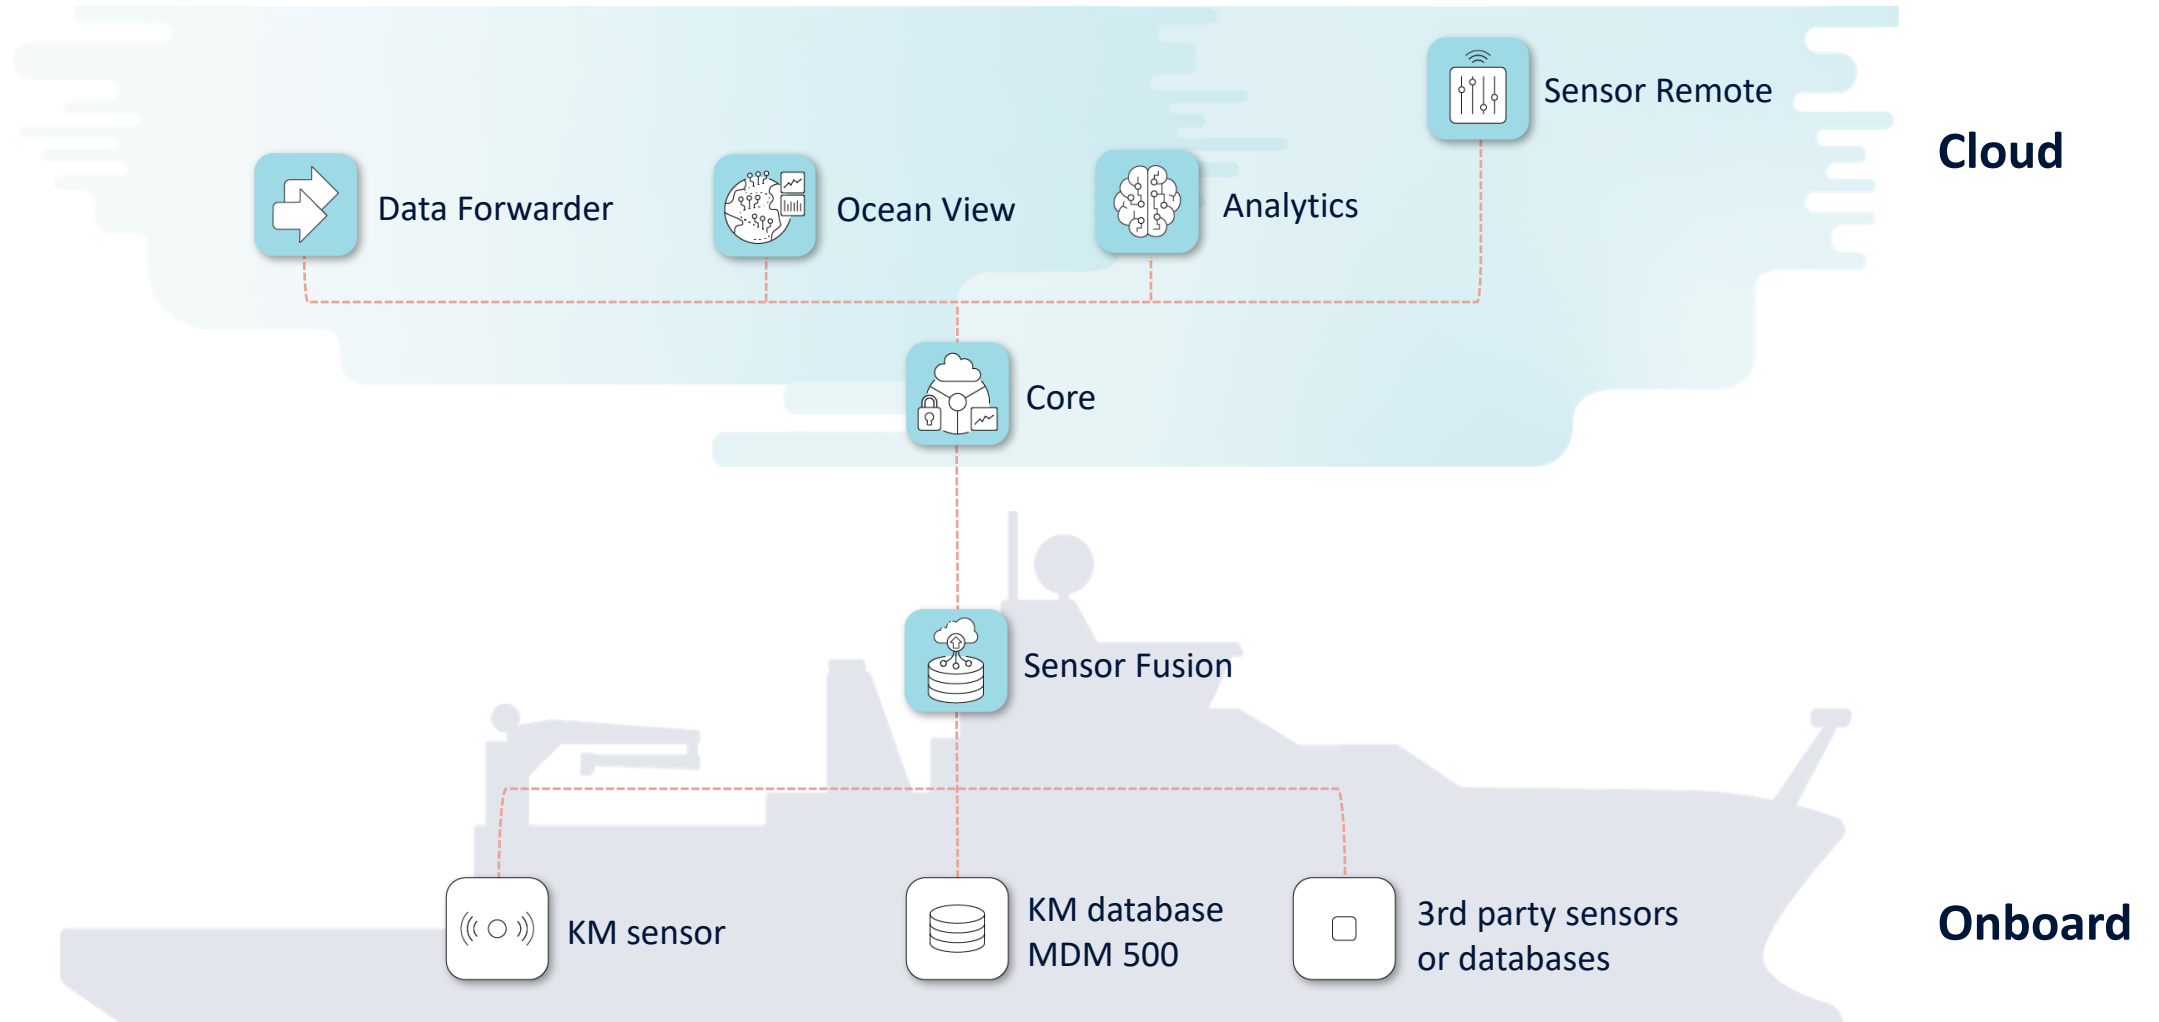 Sensor Remote
Cloud
Data Forwarder
Ocean View
Analytics
Core
Sensor Fusion
KM sensor
KM database
MDM 500
3rd party sensors
or databases
Onboard